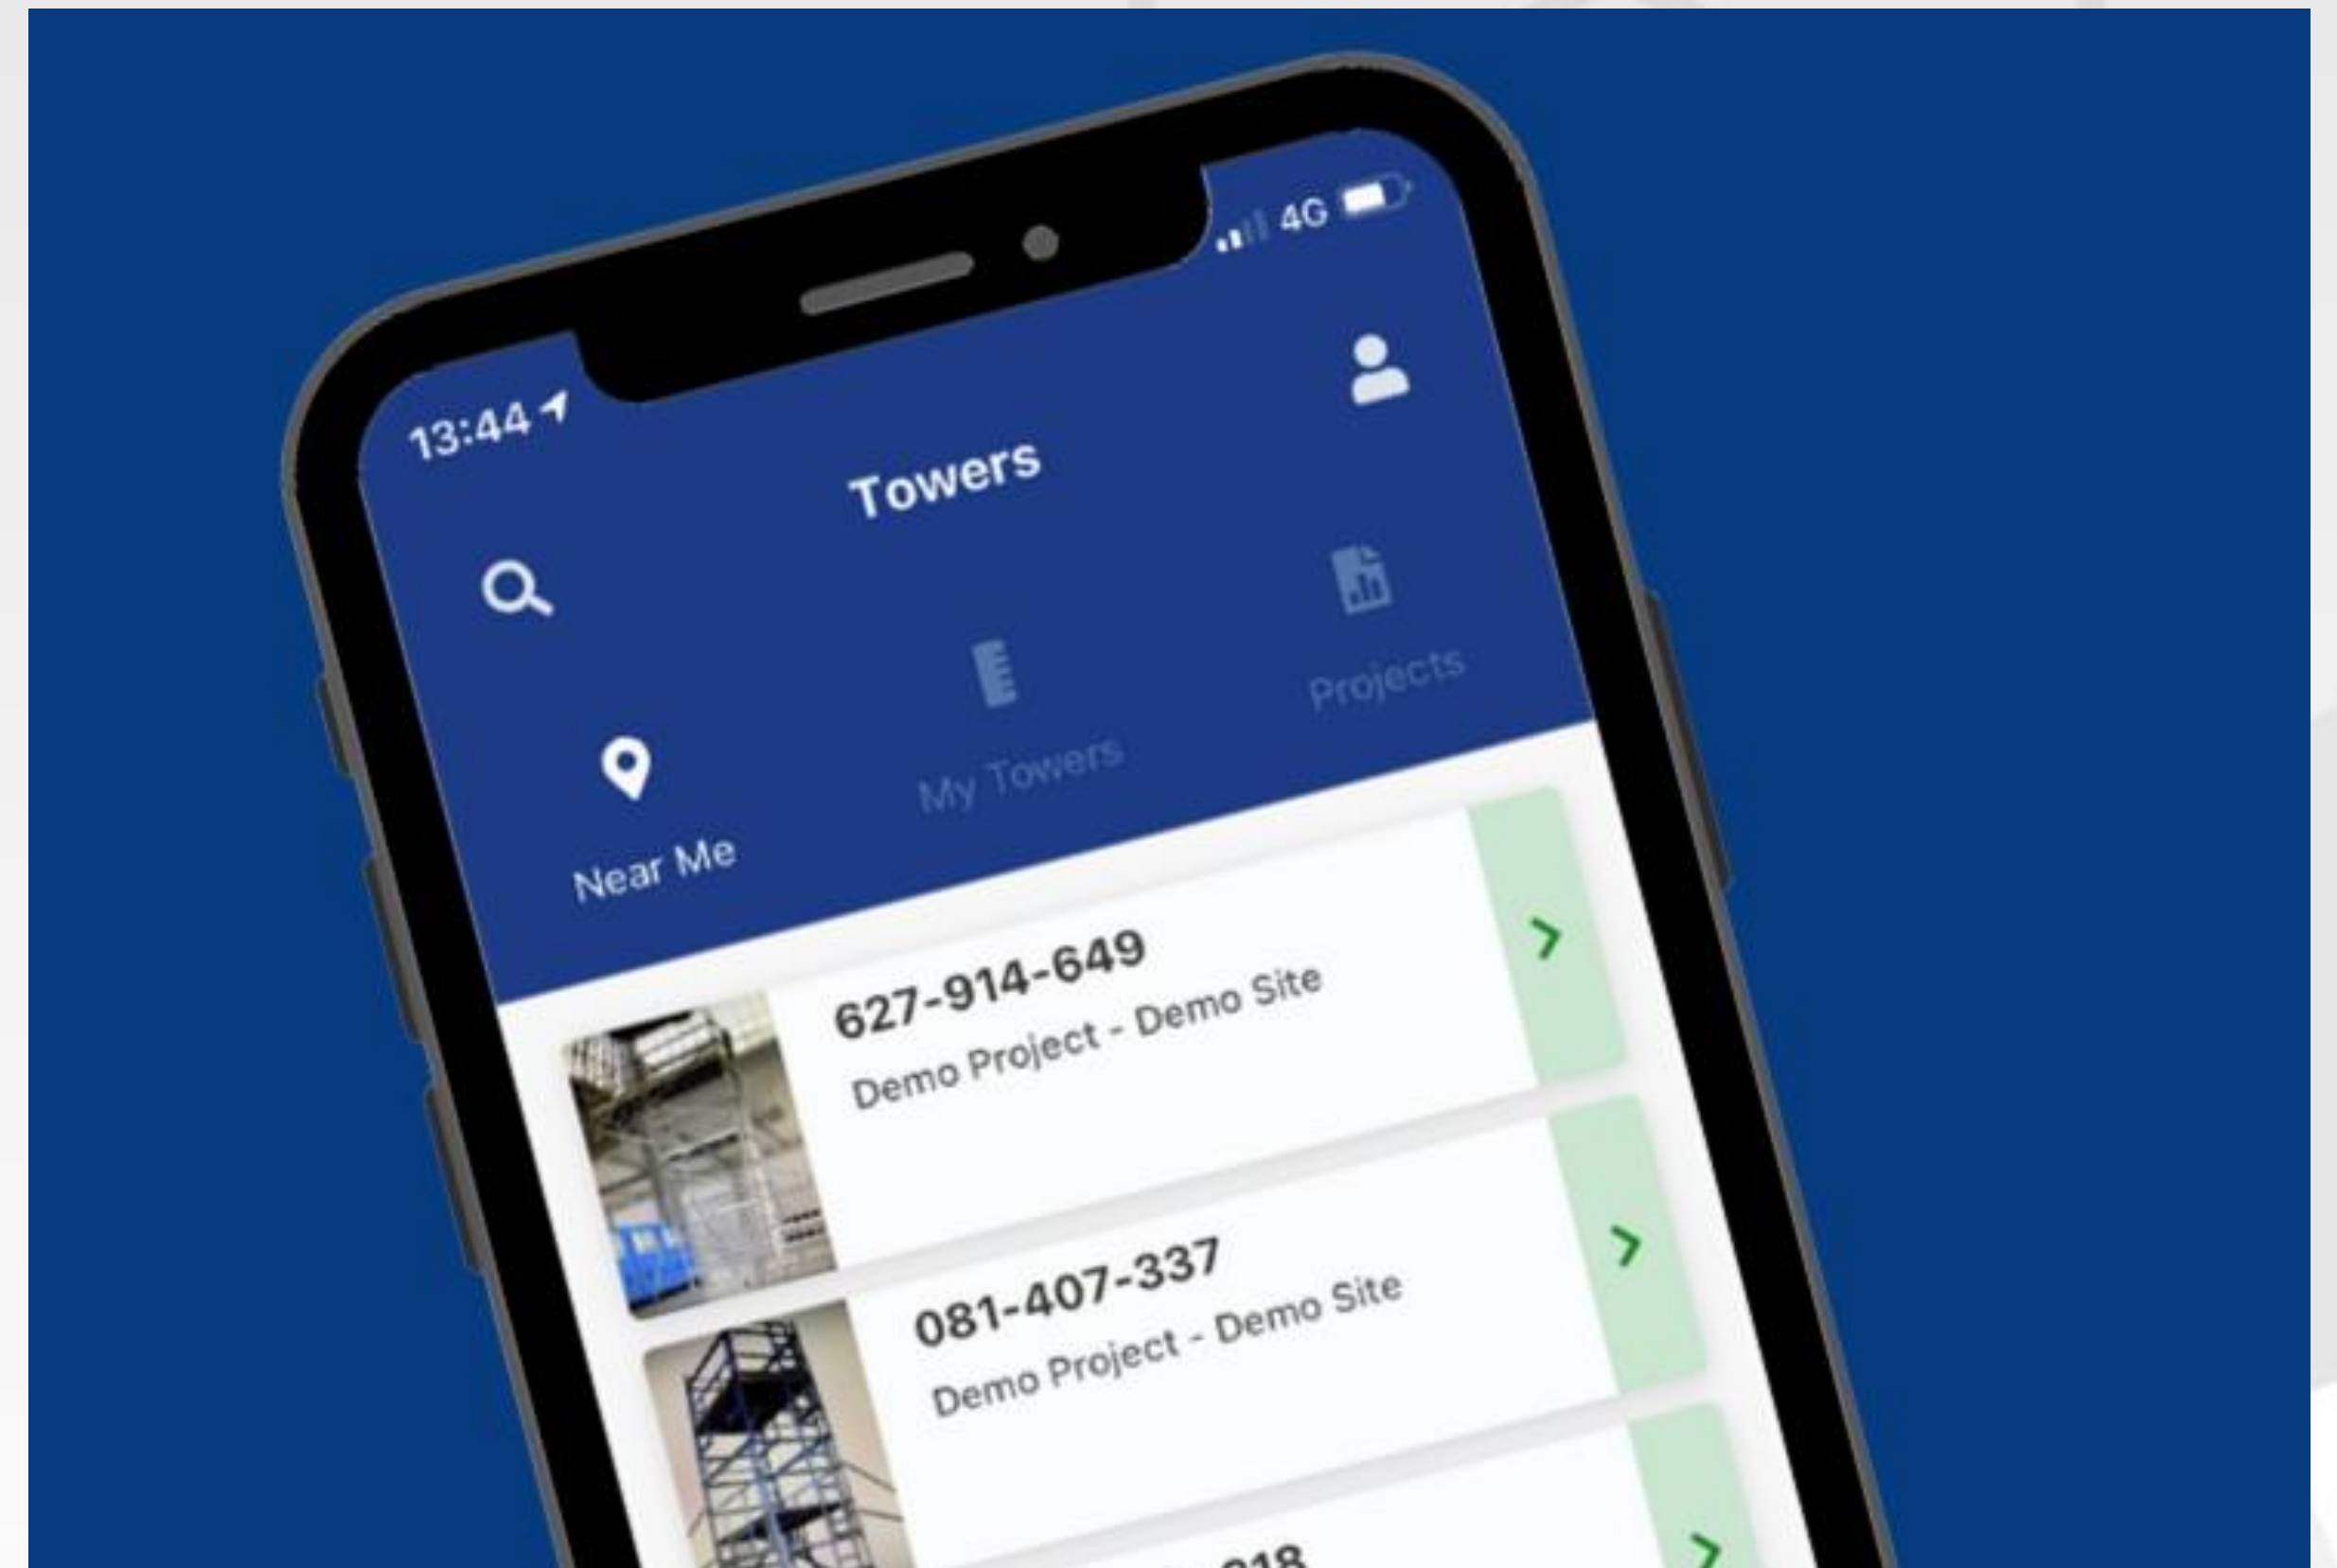 13:44
4G
Towers
Near Me
My Towers
Projects
627-914-649
Demo Project - Demo Site
081-407-337
Demo Project - Demo Site